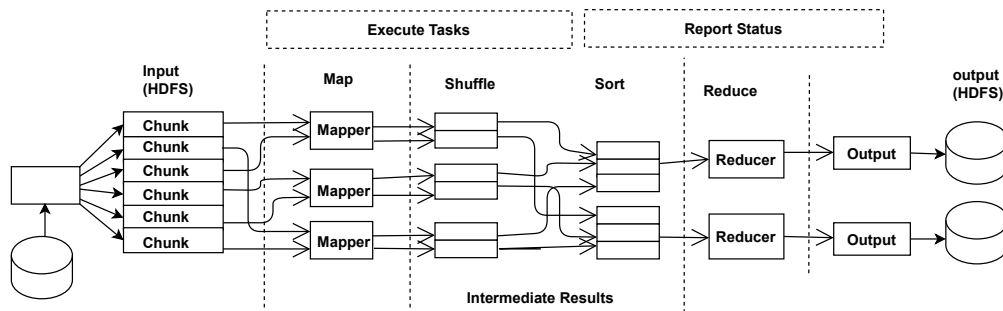 Execute Tasks
Report Status
Input
(HDFS)
Map
Shuffle
Sort
Reduce
output
(HDFS)
Chunk
Chunk
Chunk
Chunk
Chunk
Chunk
Mapper
Mapper
Mapper
Reducer
Reducer
Output
Output
Intermediate Results